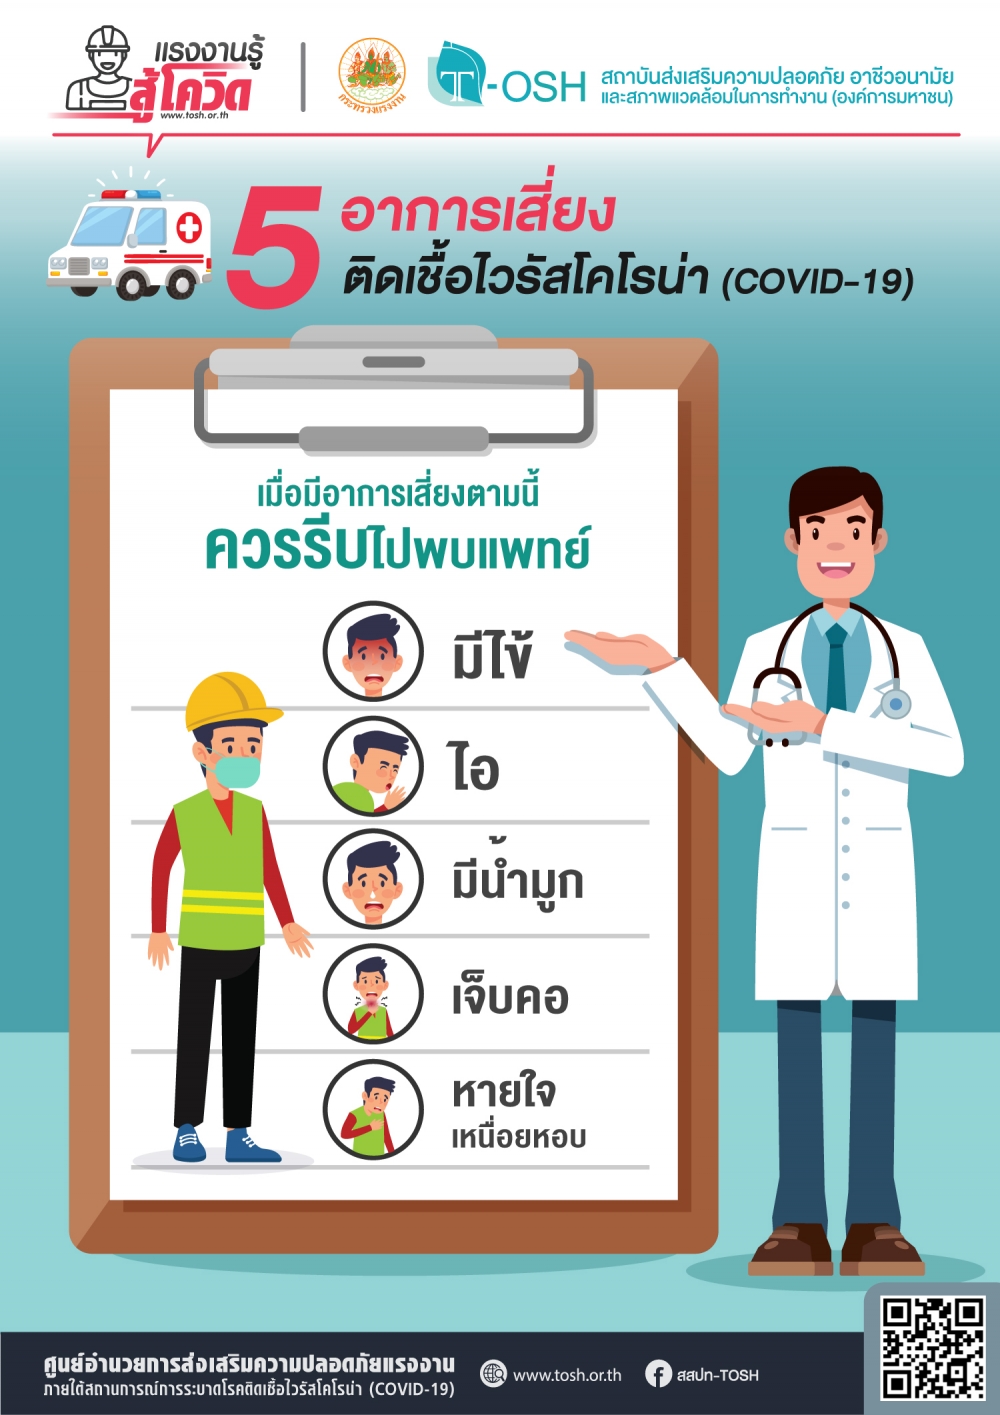 แรงงานรู้
สู้โควิด
www.tosh.or.th
กระทรวงแรงงาน
T-OSH
สถาบันส่งเสริมความปลอดภัย อาชีวอนามัย
และสภาพแวดล้อมในการทำงาน (องค์การมหาชน)
5 อาการเสี่ยง
ติดเชื้อไวรัสโคโรน่า (COVID-19)
เมื่อมีอาการเสี่ยงตามนี้
ควรรีบไปพบแพทย์
มีไข้
ไอ
มีน้ำมูก
เจ็บคอ
หายใจ
เหนื่อยหอบ
ศูนย์อำนวยการส่งเสริมความปลอดภัยแรงงาน
ภายใต้สถานการณ์การระบาดโรคติดเชื้อไวรัสโคโรน่า (COVID-19)
www.tosh.or.th
สสปท-TOSH